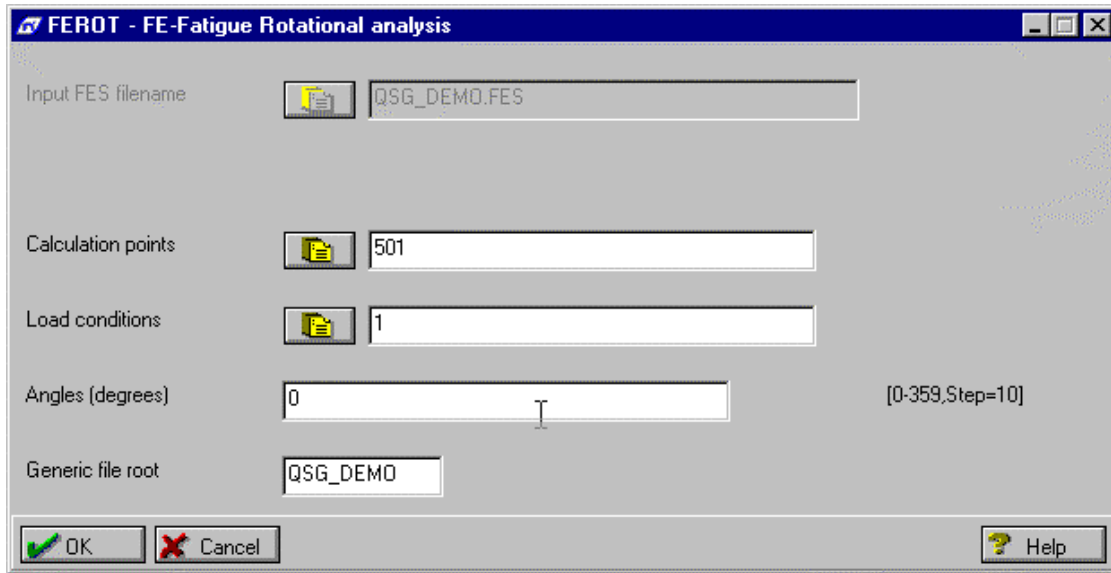 FEROT - FE-Fatigue Rotational analysis
Input FES filename QSG_DEMO.FES
Calculation points 501
Load conditions 1
Angles (degrees) 0 [0-359,Step=10]
Generic file root QSG_DEMO
OK Cancel Help